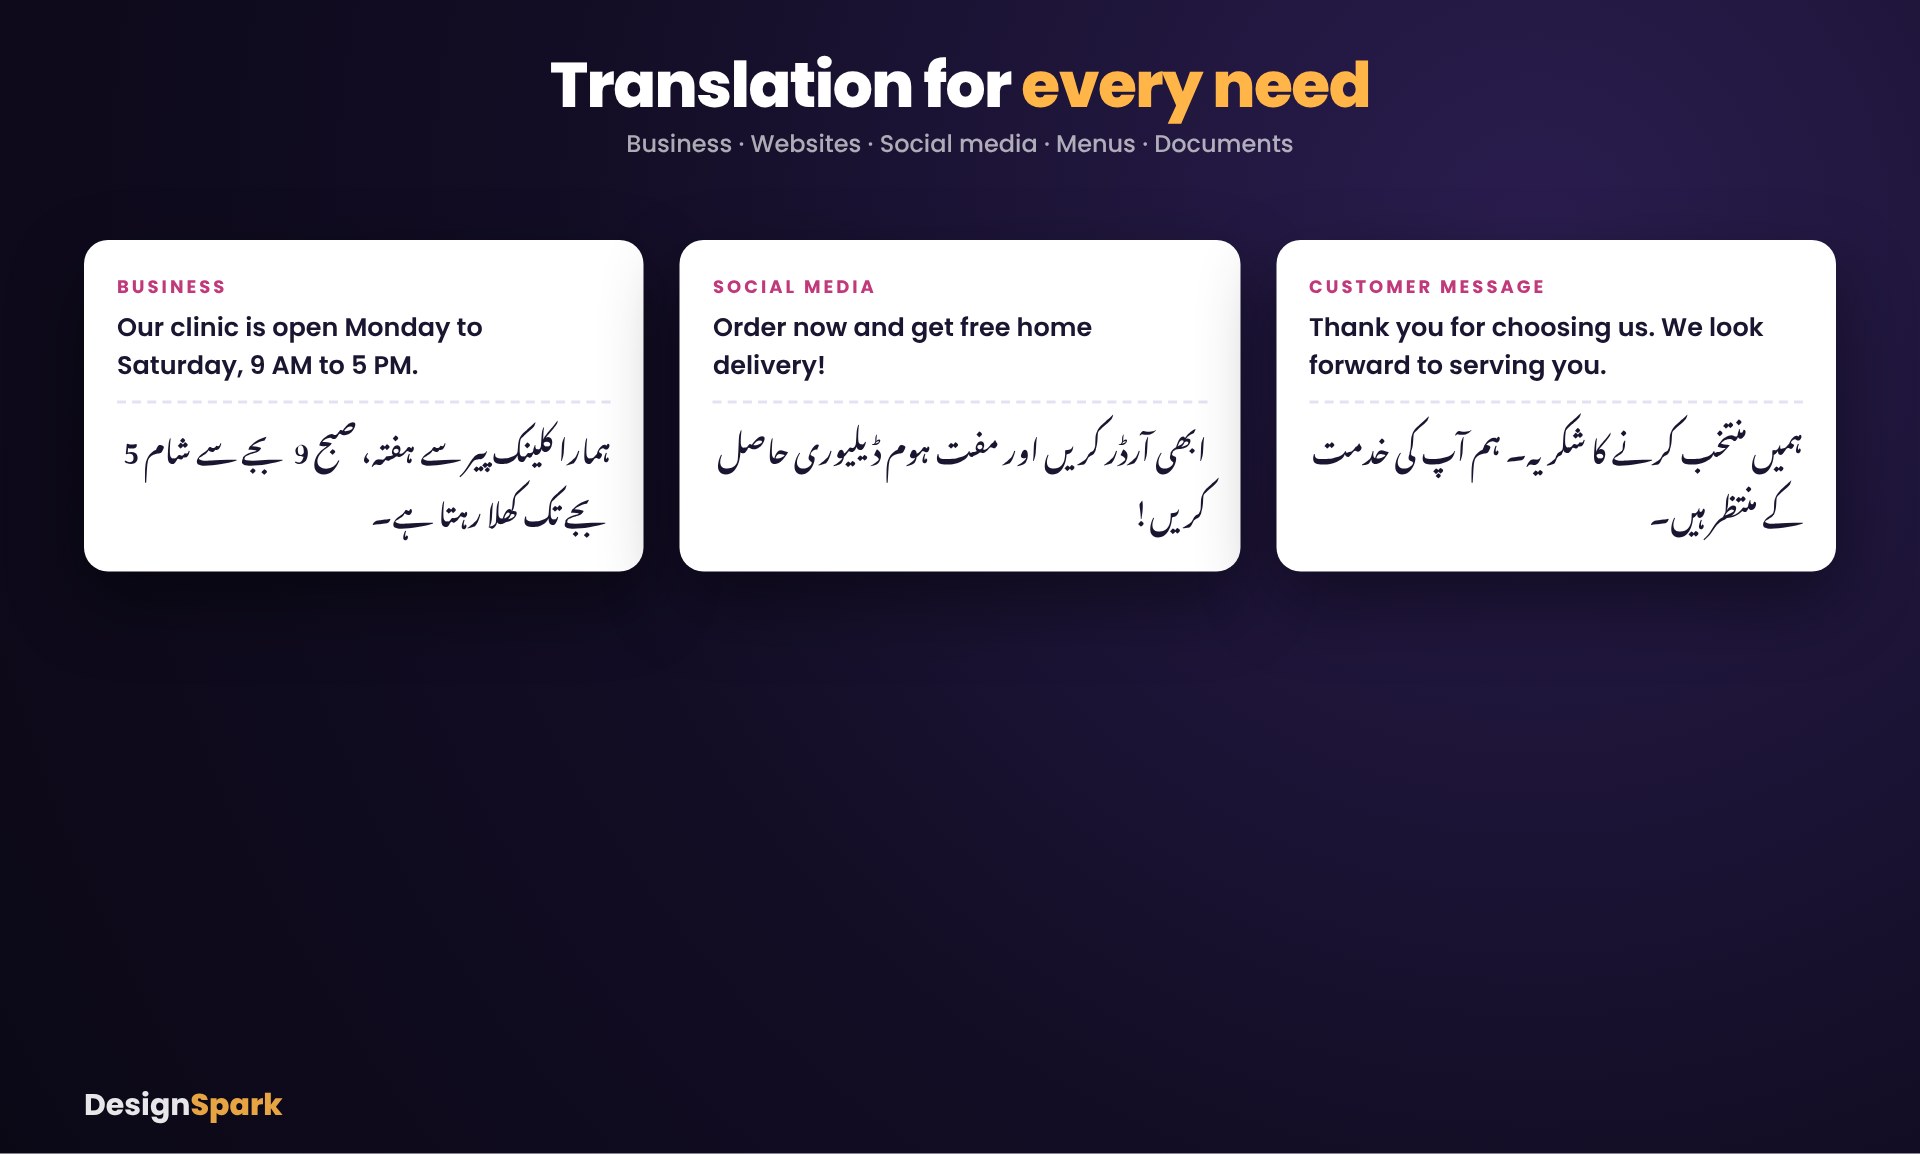 Translation for every need
Business · Websites · Social media · Menus · Documents
BUSINESS
Our clinic is open Monday to
Saturday, 9 AM to 5 PM.
ہمارا کلینک پیر سے ہفتہ، صبح 9 بجے سے شام 5
بجے تک کھلا رہتا ہے۔
SOCIAL MEDIA
Order now and get free home
delivery!
ابھی آرڈر کریں اور مفت ہوم ڈیلیوری حاصل
کریں!
CUSTOMER MESSAGE
Thank you for choosing us. We look
forward to serving you.
ہمیں منتخب کرنے کا شکریہ۔ ہم آپ کی خدمت
کے منتظر ہیں۔
DesignSpark